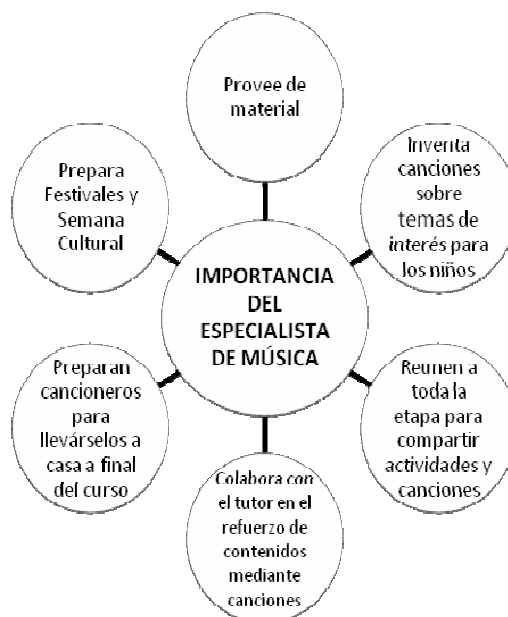 Provee de
material
Inventa
canciones
sobre
temas de
interés para
los niños
Reunen a
toda la
etapa para
compartir
actividades y
canciones
Colabora con
el tutor en el
refuerzo de
contenidos
mediante
canciones
Preparan
cancioneros
para
llevárselos a
casa a final
del curso
Prepara
Festivales y
Semana
Cultural
IMPORTANCIA
DEL
ESPECIALISTA
DE MÚSICA